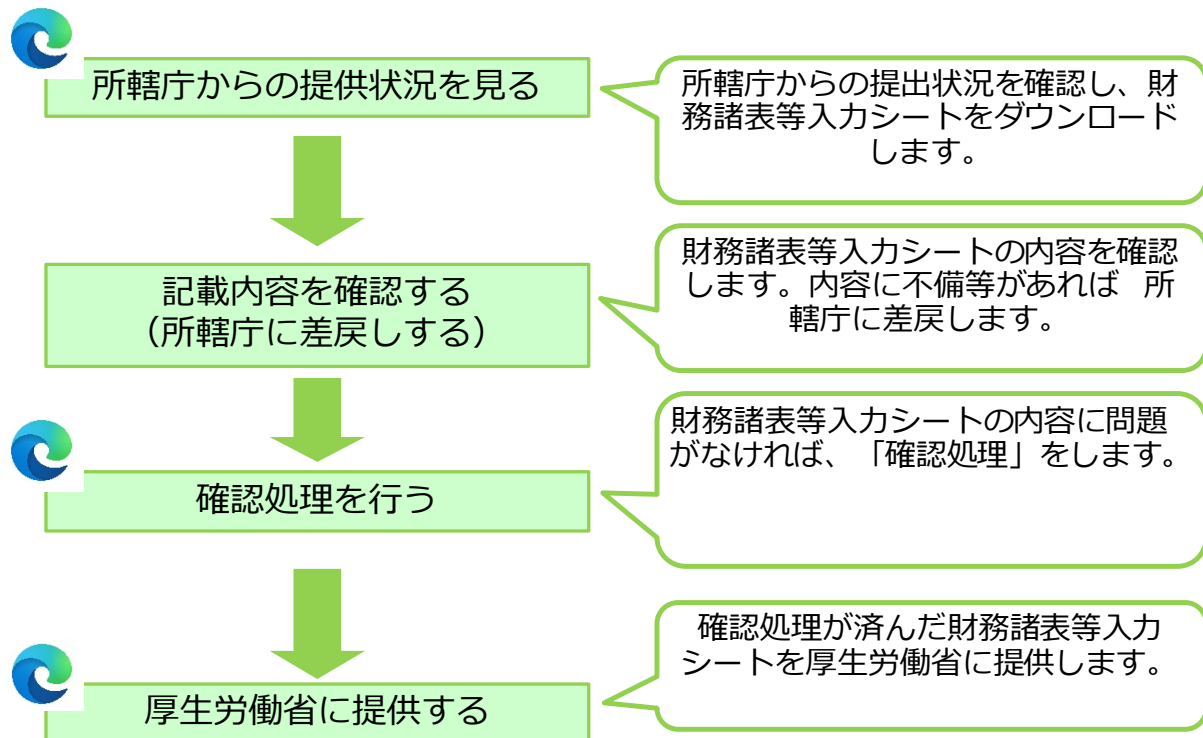 所轄庁からの提供状況を見る
所轄庁からの提出状況を確認し、財
務諸表等入力シートをダウンロード
します。
記載内容を確認する
（所轄庁に差戻しする）
財務諸表等入力シートの内容を確認
します。内容に不備等があれば 所
轄庁に差戻します。
確認処理を行う
財務諸表等入力シートの内容に問題
がなければ、「確認処理」をします。
厚生労働省に提供する
確認処理が済んだ財務諸表等入力
シートを厚生労働省に提供します。